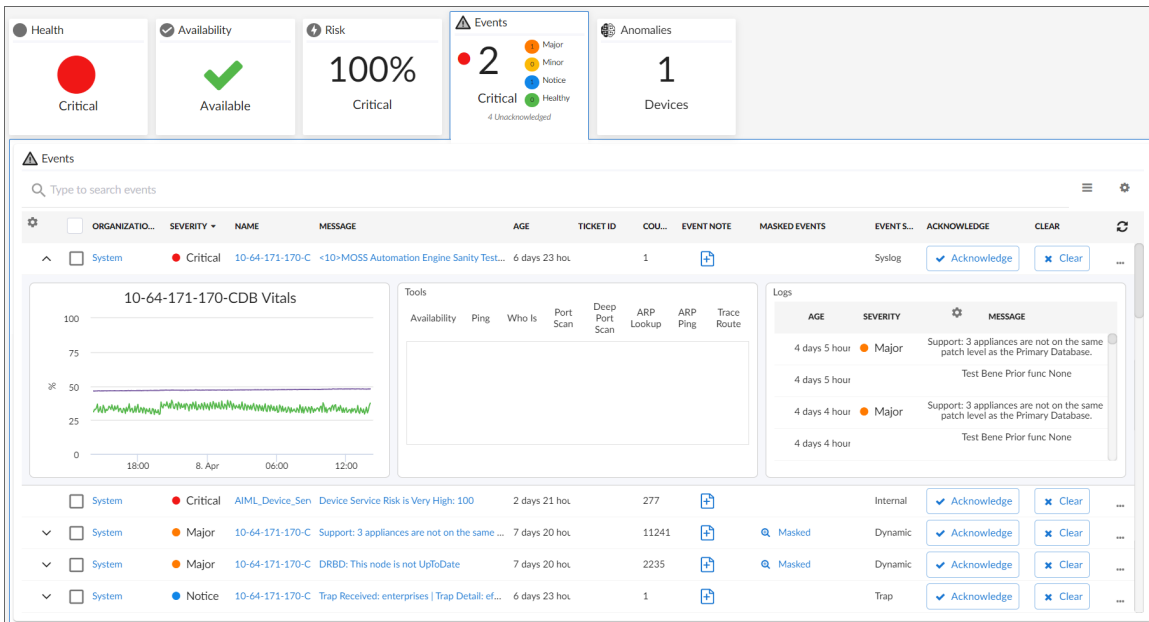 Health
Critical
Availability
Available
Risk
100%
Critical
Events
2
Critical
1 Major
0 Minor
1 Notice
0 Healthy
4 Unacknowledged
Anomalies
1
Devices
Events
Type to search events
ORGANIZATIO... SEVERITY NAME MESSAGE AGE TICKET ID COU... EVENT NOTE MASKED EVENTS EVENT S... ACKNOWLEDGE CLEAR
System Critical 10-64-171-170-C <10>MOSS Automation Engine Sanity Test... 6 days 23 hou 1 Syslog Acknowledge Clear ...
10-64-171-170-CDB Vitals
100
75
50
25
0
%
18:00 8. Apr 06:00 12:00
Tools
Availability Ping Who Is Port Scan Deep Port Scan ARP Lookup ARP Ping Trace Route
Logs
AGE SEVERITY MESSAGE
4 days 5 hour Major Support: 3 appliances are not on the same
patch level as the Primary Database.
4 days 5 hour Test Bene Prior func None
4 days 4 hour Major Support: 3 appliances are not on the same
patch level as the Primary Database.
4 days 4 hour Test Bene Prior func None
System Critical AIML_Device_Sen Device Service Risk is Very High: 100 2 days 21 hou 277 Internal Acknowledge Clear ...
System Major 10-64-171-170-C Support: 3 appliances are not on the same ... 7 days 20 hou 11241 Masked Dynamic Acknowledge Clear ...
System Major 10-64-171-170-C DRBD: This node is not UpToDate 7 days 20 hou 2235 Masked Dynamic Acknowledge Clear ...
System Notice 10-64-171-170-C Trap Received: enterprises | Trap Detail: ef... 6 days 23 hou 1 Trap Acknowledge Clear ...